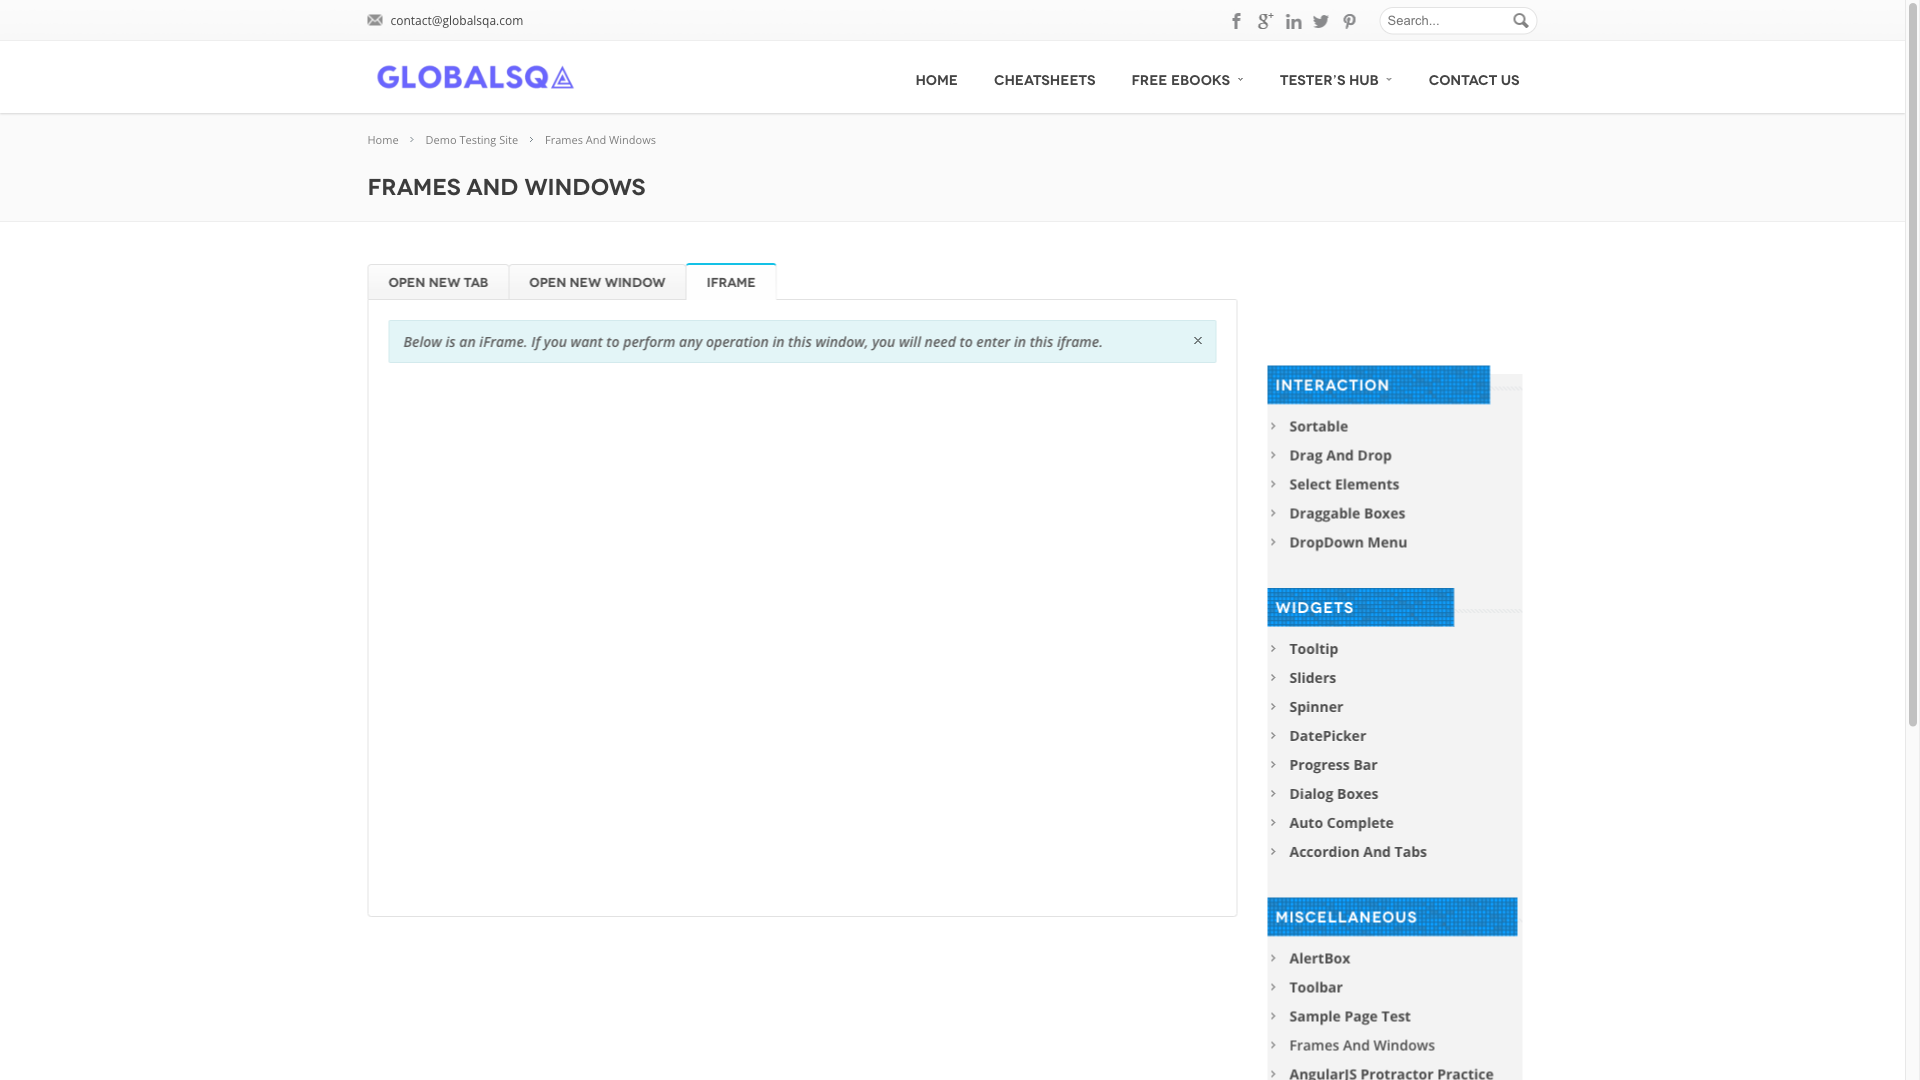 contact@globalsqa.com
Search...
GLOBALSQA
HOME
CHEATSHEETS
FREE EBOOKS
TESTER'S HUB
CONTACT US
Home
Demo Testing Site
Frames And Windows
FRAMES AND WINDOWS
OPEN NEW TAB
OPEN NEW WINDOW
IFRAME
Below is an iFrame. If you want to perform any operation in this window, you will need to enter in this iframe.
×
INTERACTION
Sortable
Drag And Drop
Select Elements
Draggable Boxes
DropDown Menu
WIDGETS
Tooltip
Sliders
Spinner
DatePicker
Progress Bar
Dialog Boxes
Auto Complete
Accordion And Tabs
MISCELLANEOUS
AlertBox
Toolbar
Sample Page Test
Frames And Windows
AngularJS Protractor Practice